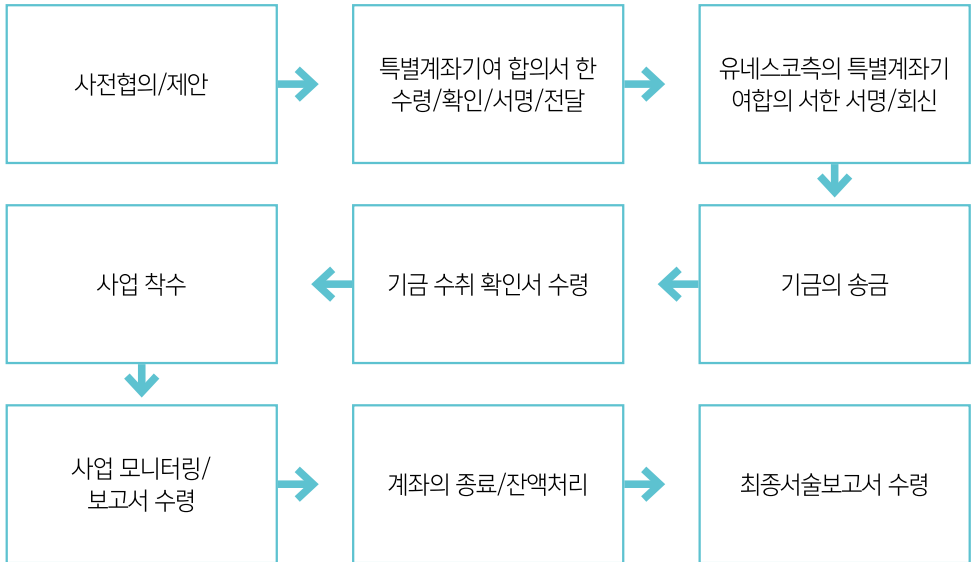 사전협의/제안
특별계좌기여 합의서 한
수령/확인/서명/전달
유네스코측의 특별계좌기
여합의 서한 서명/회신
기금의 송금
기금 수취 확인서 수령
사업 착수
사업 모니터링/
보고서 수령
계좌의 종료/잔액처리
최종서술보고서 수령